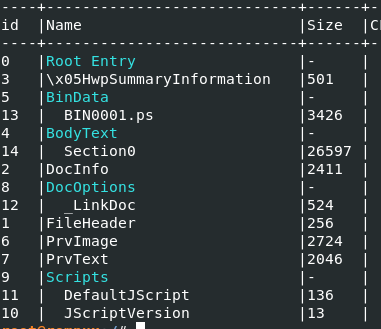 ----+----------------------------+------+--
id  |Name                        |Size  |C
----+----------------------------+------+--
0   |Root Entry                  |-     |
3   |\x05HwpSummaryInformation   |501   |
5   |BinData                     |-     |
13  |  BIN0001.ps                |3426  |
4   |BodyText                    |-     |
14  |  Section0                  |26597 |
2   |DocInfo                     |2411  |
8   |DocOptions                  |-     |
12  |  _LinkDoc                  |524   |
1   |FileHeader                  |256   |
6   |PrvImage                    |2724  |
7   |PrvText                     |2046  |
9   |Scripts                     |-     |
11  |  DefaultJScript            |136   |
10  |  JScriptVersion            |13    |